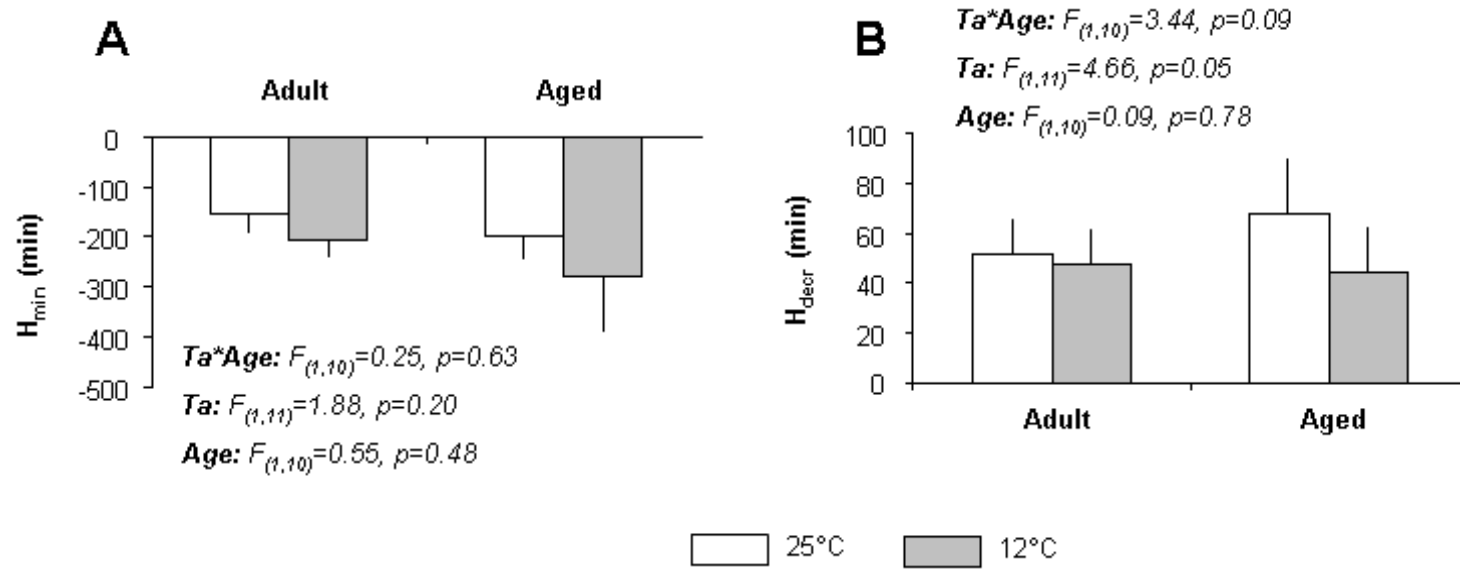 A
Adult Aged
0
-100
-200
-300
-400
-500
H_min (min)
Ta*Age: F(1,10)=0.25, p=0.63
Ta: F(1,11)=1.88, p=0.20
Age: F(1,10)=0.55, p=0.48
B
Ta*Age: F(1,10)=3.44, p=0.09
Ta: F(1,11)=4.66, p=0.05
Age: F(1,10)=0.09, p=0.78
100
80
60
40
20
0
H_decr (min)
Adult Aged
25°C 12°C